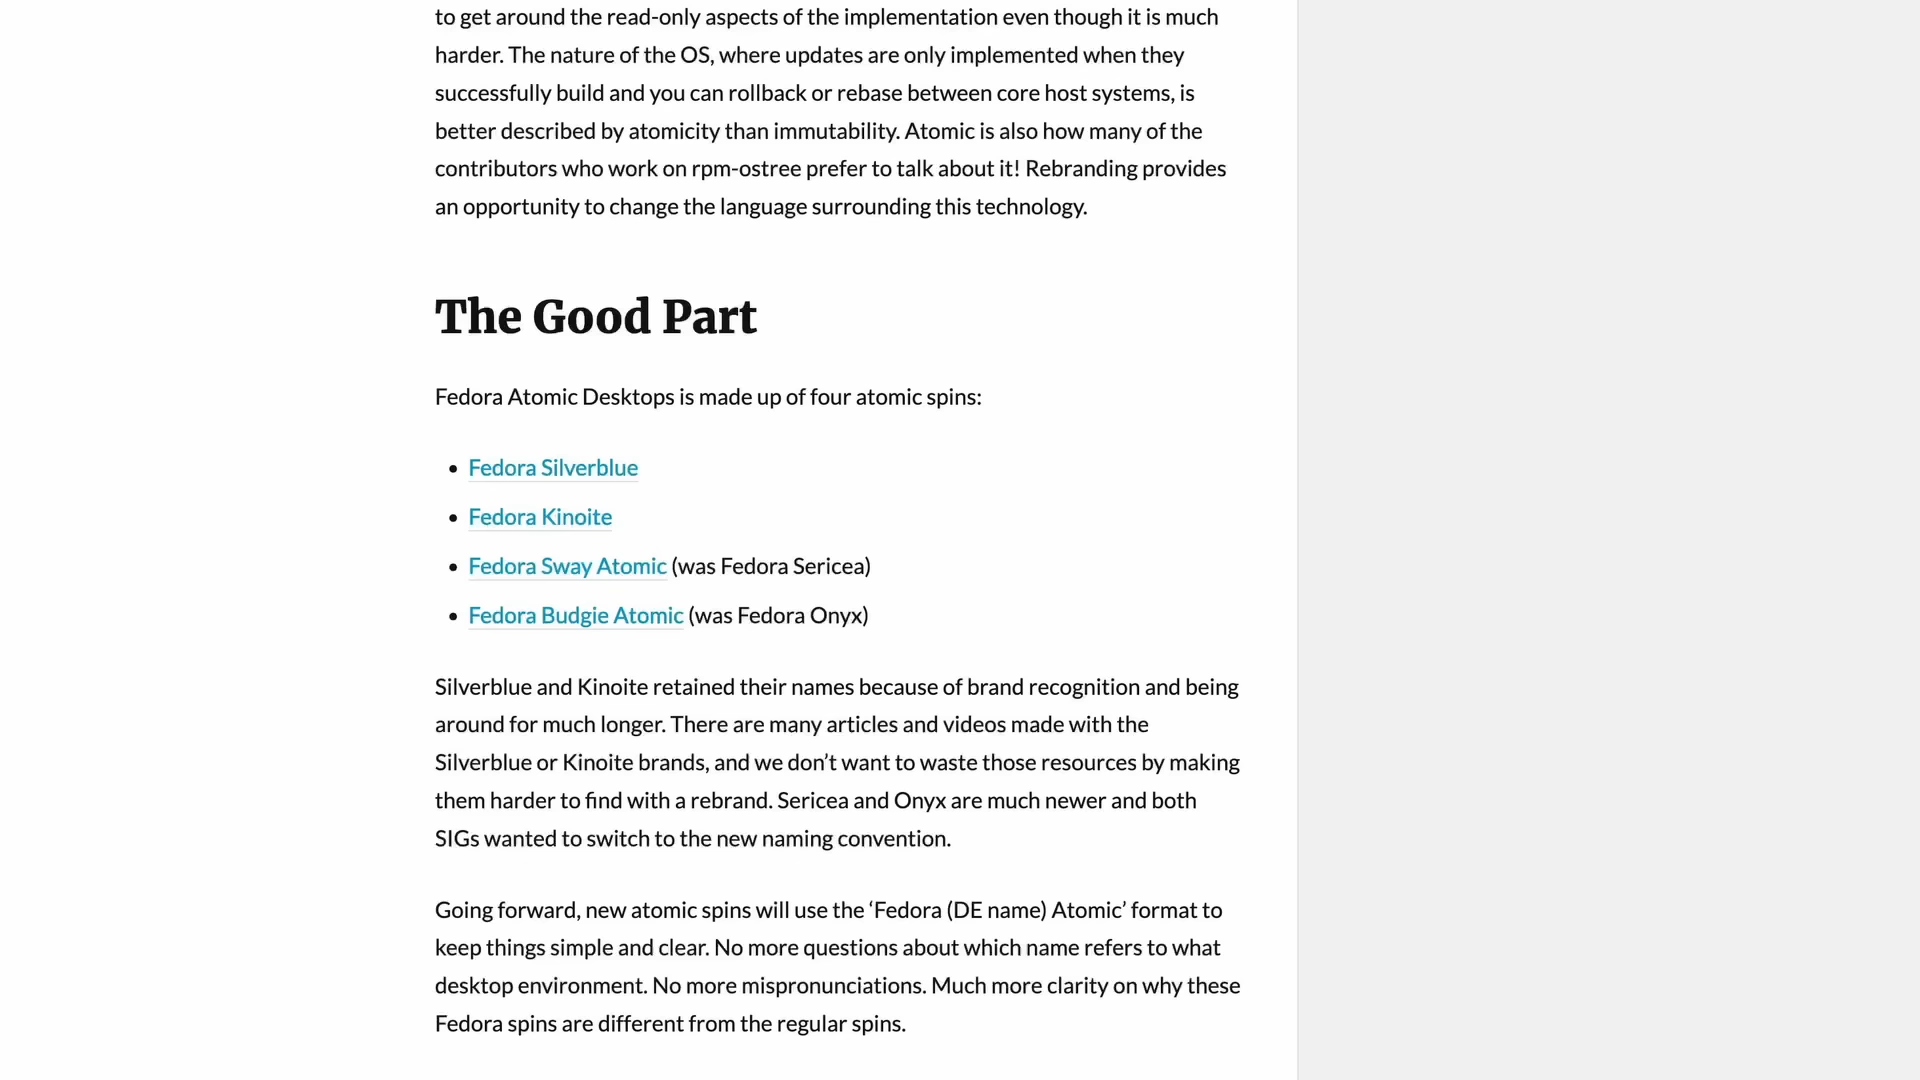 to get around the read-only aspects of the implementation even though it is much
harder. The nature of the OS, where updates are only implemented when they
successfully build and you can rollback or rebase between core host systems, is
better described by atomicity than immutability. Atomic is also how many of the
contributors who work on rpm-ostree prefer to talk about it! Rebranding provides
an opportunity to change the language surrounding this technology.
The Good Part
Fedora Atomic Desktops is made up of four atomic spins:
• Fedora Silverblue
• Fedora Kinoite
• Fedora Sway Atomic (was Fedora Sericea)
• Fedora Budgie Atomic (was Fedora Onyx)
Silverblue and Kinoite retained their names because of brand recognition and being
around for much longer. There are many articles and videos made with the
Silverblue or Kinoite brands, and we don’t want to waste those resources by making
them harder to find with a rebrand. Sericea and Onyx are much newer and both
SIGs wanted to switch to the new naming convention.
Going forward, new atomic spins will use the ‘Fedora (DE name) Atomic’ format to
keep things simple and clear. No more questions about which name refers to what
desktop environment. No more mispronunciations. Much more clarity on why these
Fedora spins are different from the regular spins.